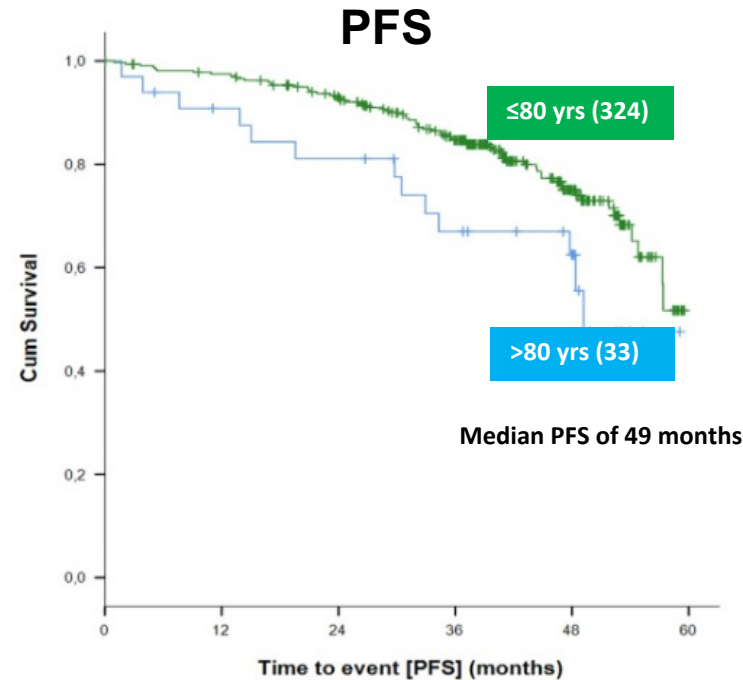 PFS
1,0
0,8
0,6
0,4
0,2
0,0
Cum Survival
≤80 yrs (324)
>80 yrs (33)
Median PFS of 49 months
0 12 24 36 48 60
Time to event [PFS] (months)